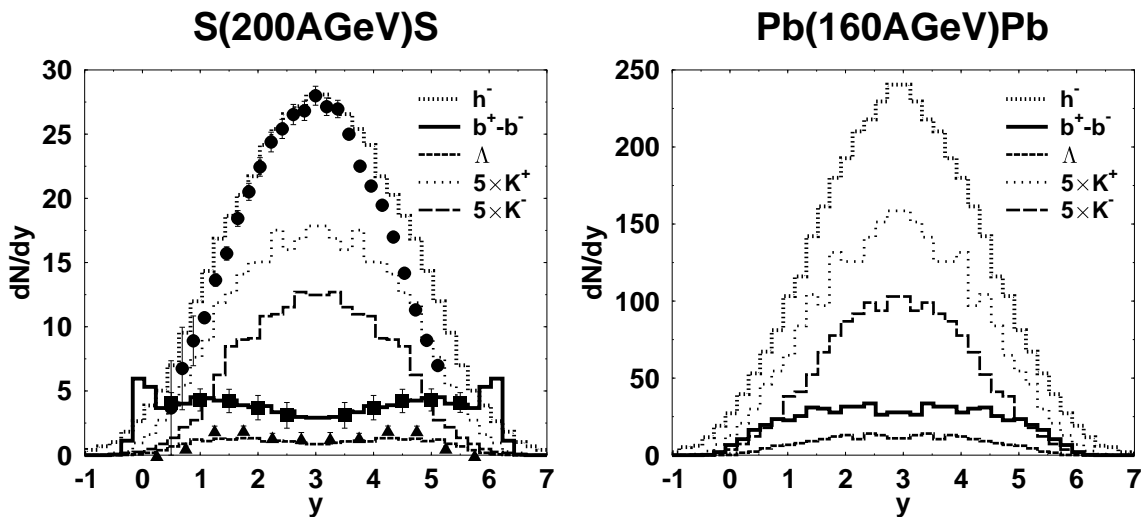 S(200AGeV)S
30
25
20
15
10
5
0
dN/dy
h⁻
b⁺-b⁻
Λ
5×K⁺
5×K⁻
-1 0 1 2 3 4 5 6 7
y
Pb(160AGeV)Pb
250
200
150
100
50
0
dN/dy
h⁻
b⁺-b⁻
Λ
5×K⁺
5×K⁻
-1 0 1 2 3 4 5 6 7
y